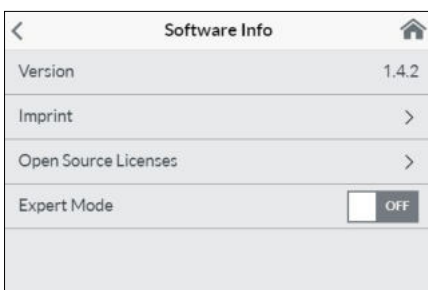 Software Info
Version 1.4.2
Imprint
Open Source Licenses
Expert Mode OFF